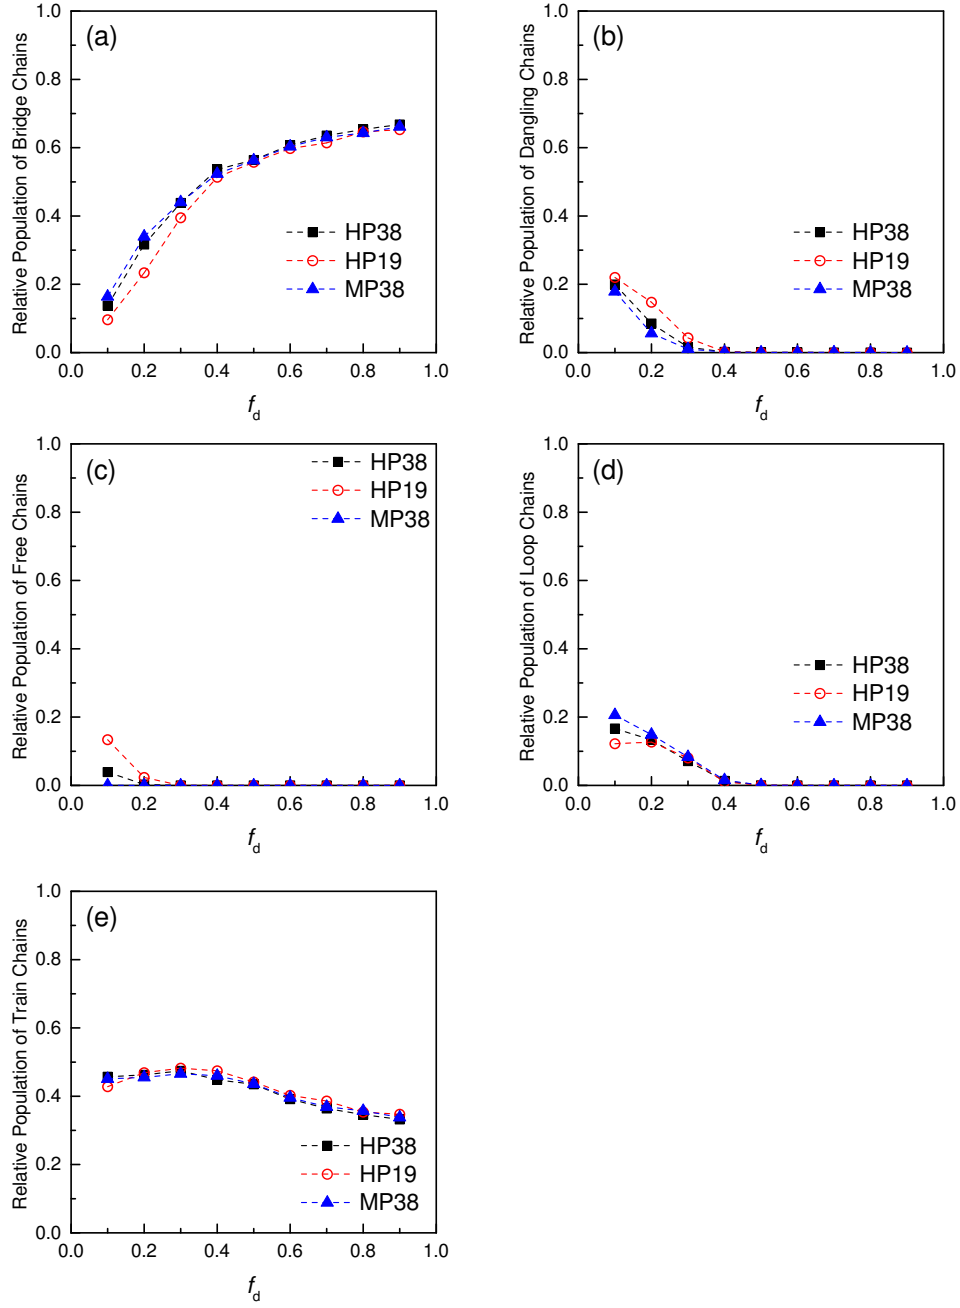 (a)
Relative Population of Bridge Chains
1.0
0.8
0.6
0.4
0.2
0.0
HP38
HP19
MP38
0.0 0.2 0.4 0.6 0.8 1.0
f_d
(b)
Relative Population of Dangling Chains
1.0
0.8
0.6
0.4
0.2
0.0
HP38
HP19
MP38
0.0 0.2 0.4 0.6 0.8 1.0
f_d
(c)
Relative Population of Free Chains
1.0
0.8
0.6
0.4
0.2
0.0
HP38
HP19
MP38
0.0 0.2 0.4 0.6 0.8 1.0
f_d
(d)
Relative Population of Loop Chains
1.0
0.8
0.6
0.4
0.2
0.0
HP38
HP19
MP38
0.0 0.2 0.4 0.6 0.8 1.0
f_d
(e)
Relative Population of Train Chains
1.0
0.8
0.6
0.4
0.2
0.0
HP38
HP19
MP38
0.0 0.2 0.4 0.6 0.8 1.0
f_d